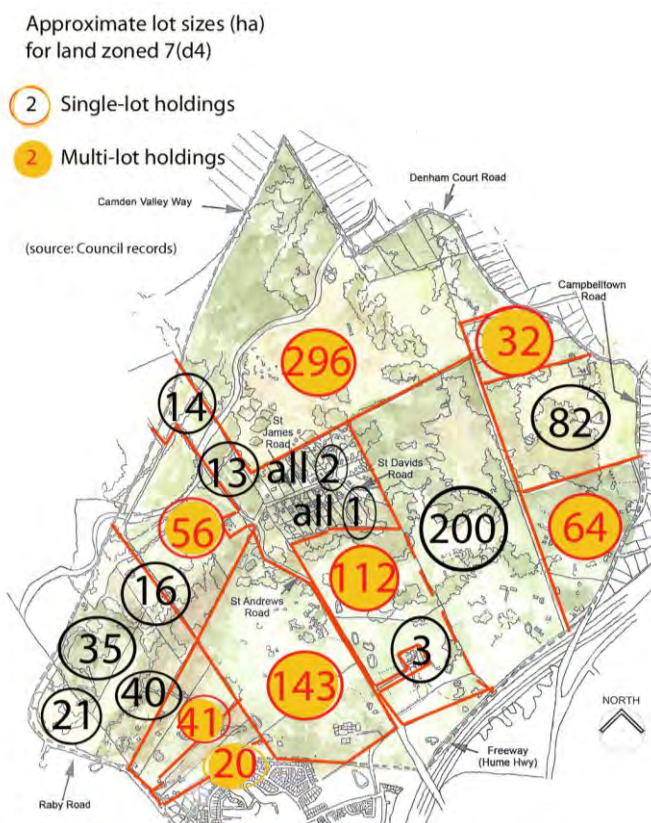 Approximate lot sizes (ha)
for land zoned 7(d4)
2 Single-lot holdings
2 Multi-lot holdings
Camden Valley Way
Denham Court Road
(source: Council records)
Campbelltown
Road
296
32
14
82
St
James
Road
13
all 2
St Davids
Road
all 1
56
200
64
112
16
St Andrews
Road
35
3
40
143
21
41
NORTH
20
Freeway
(Hume Hwy)
Raby Road